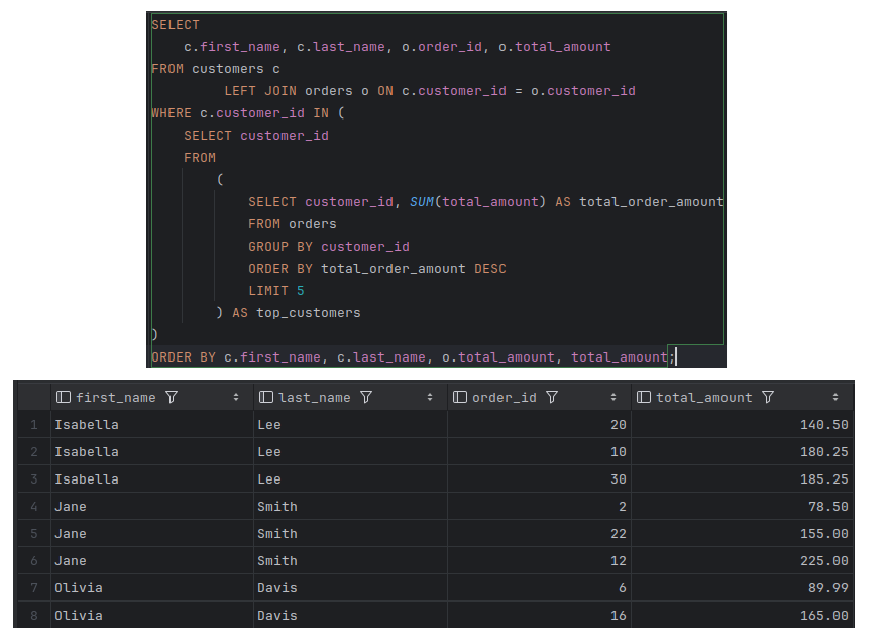 SELECT
c.first_name, c.last_name, o.order_id, o.total_amount
FROM customers c
LEFT JOIN orders o ON c.customer_id = o.customer_id
WHERE c.customer_id IN (
SELECT customer_id
FROM
(
SELECT customer_id, SUM(total_amount) AS total_order_amount
FROM orders
GROUP BY customer_id
ORDER BY total_order_amount DESC
LIMIT 5
) AS top_customers
)
ORDER BY c.first_name, c.last_name, o.total_amount, total_amount;
first_name last_name order_id total_amount
1 Isabella Lee 20 140.50
2 Isabella Lee 10 180.25
3 Isabella Lee 30 185.25
4 Jane Smith 2 78.50
5 Jane Smith 22 155.00
6 Jane Smith 12 225.00
7 Olivia Davis 6 89.99
8 Olivia Davis 16 165.00